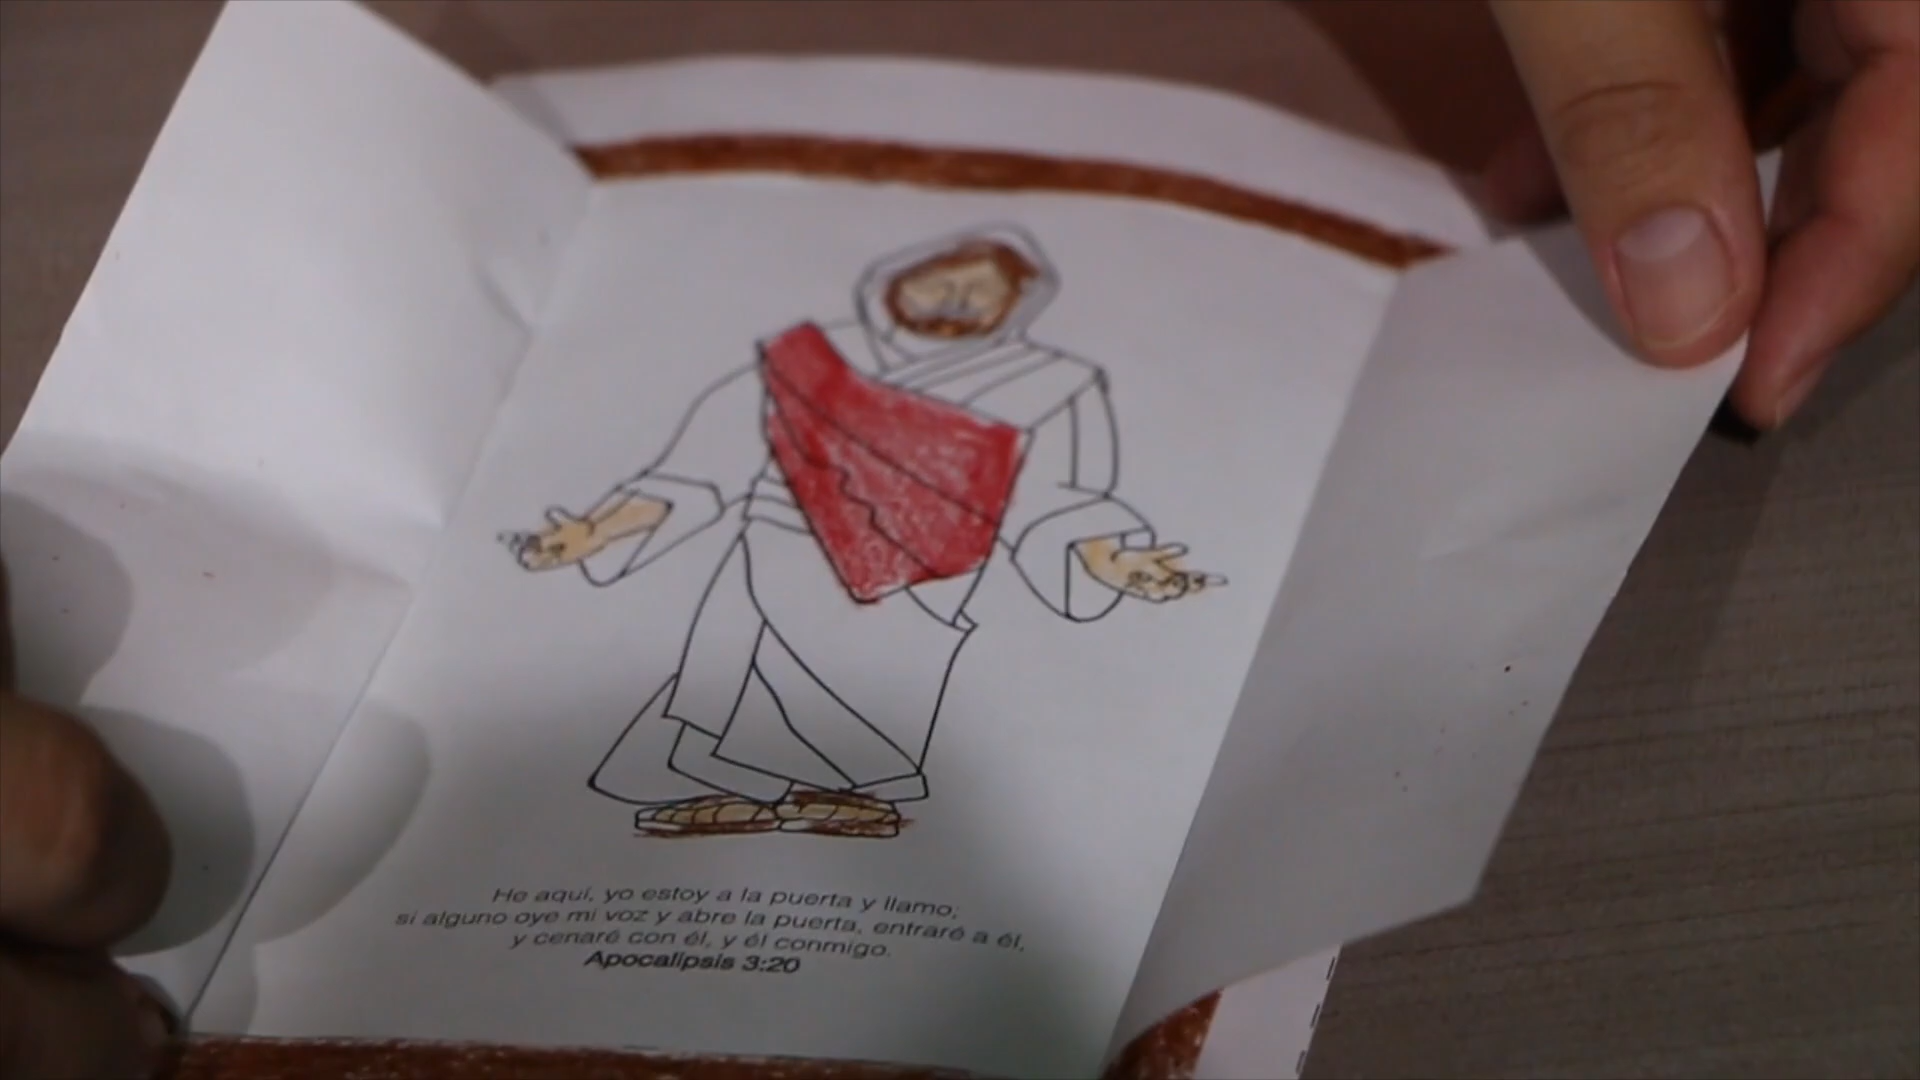 He aquí, yo estoy a la puerta y llamo;
si alguno oye mi voz y abre la puerta, entraré a él,
y cenaré con él, y él conmigo.
Apocalipsis 3:20